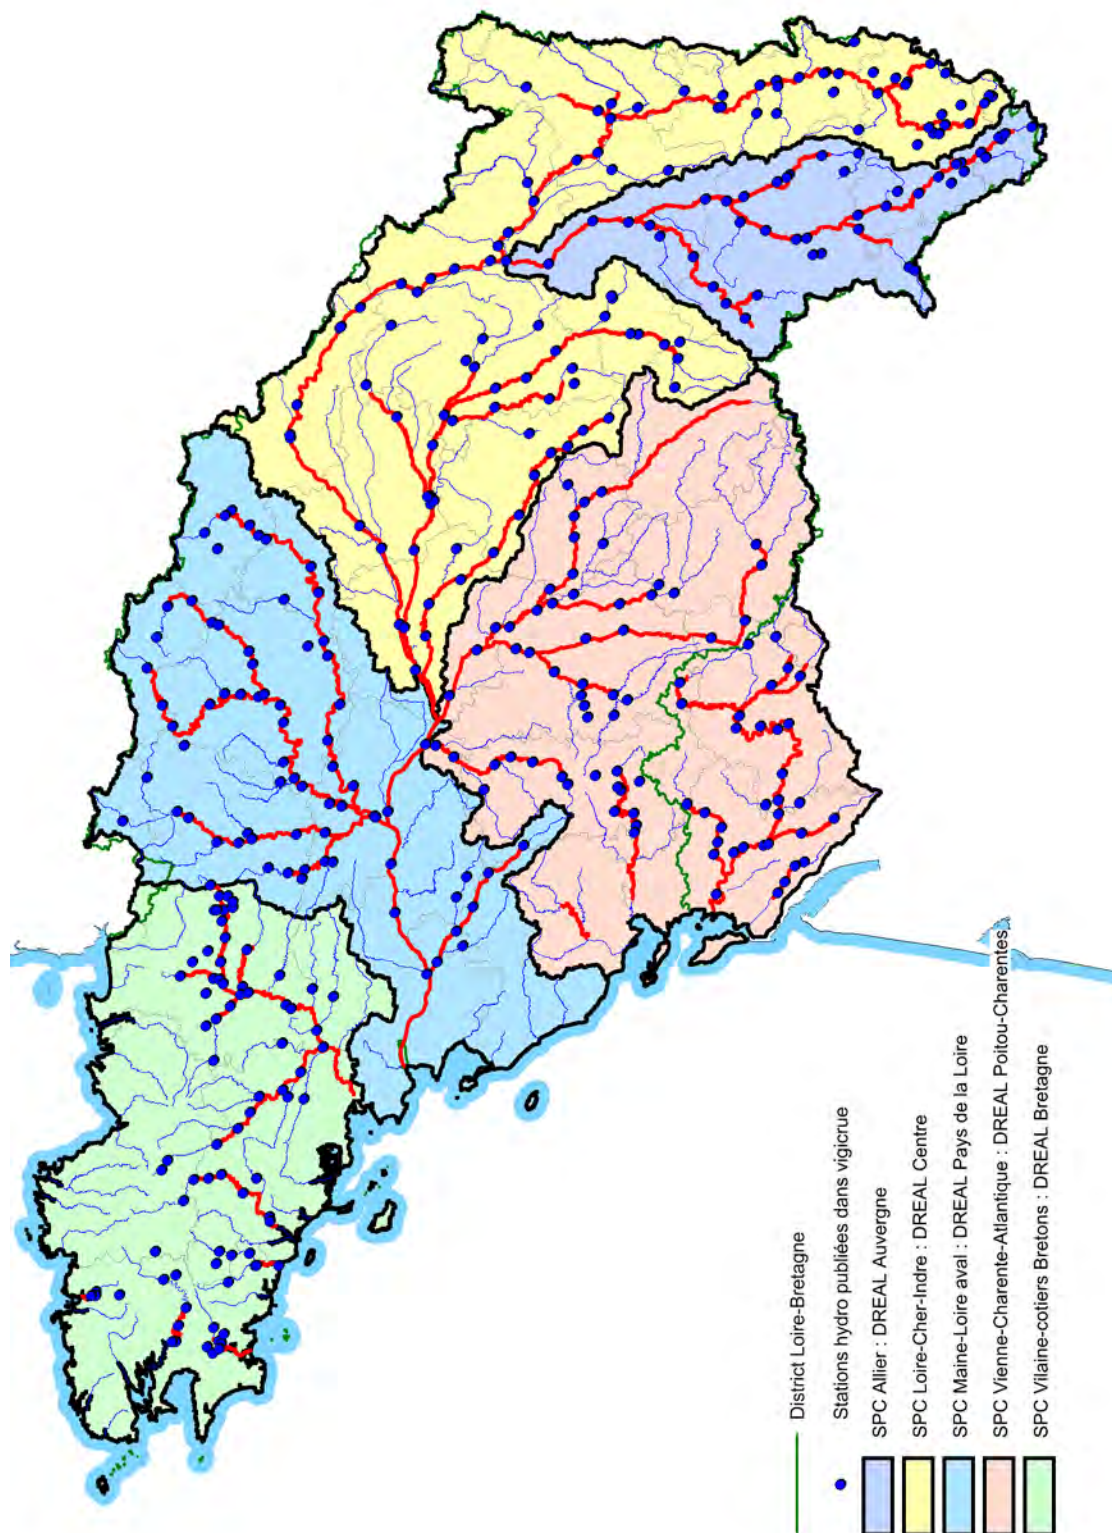 District Loire-Bretagne
Stations hydro publiées dans vigicrue
SPC Allier : DREAL Auvergne
SPC Loire-Cher-Indre : DREAL Centre
SPC Maine-Loire aval : DREAL Pays de la Loire
SPC Vienne-Charente-Atlantique : DREAL Poitou-Charentes
SPC Vilaine-cotiers Bretons : DREAL Bretagne